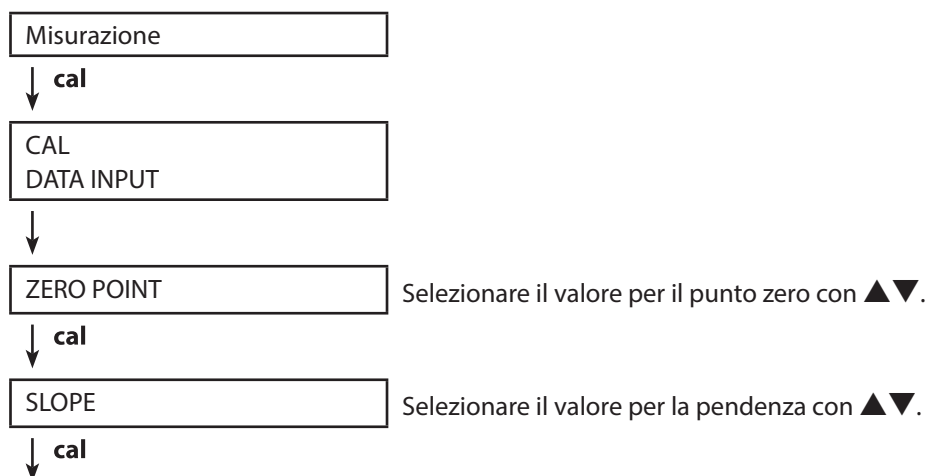 Misurazione
cal
CAL
DATA INPUT
ZERO POINT
Selezionare il valore per il punto zero con ▲▼.
cal
SLOPE
Selezionare il valore per la pendenza con ▲▼.
cal